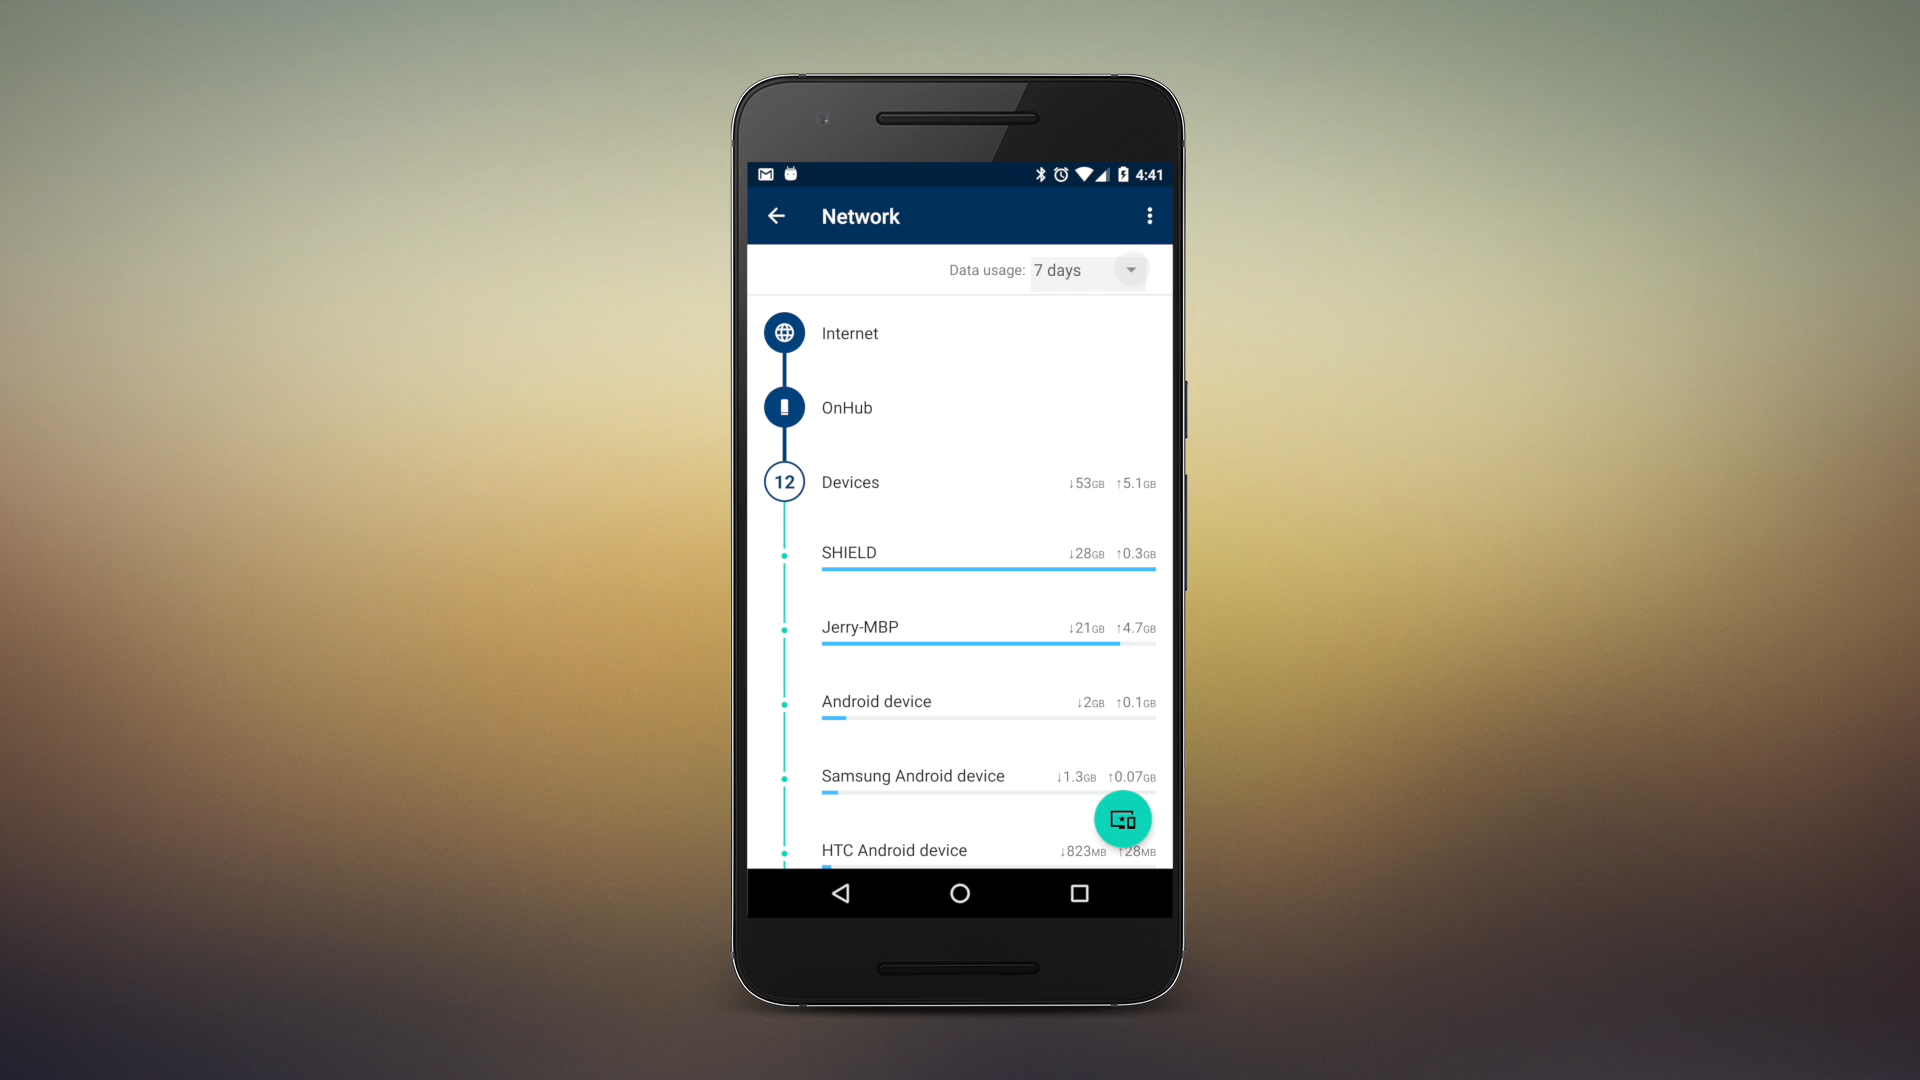 4:41
Network
Data usage: 7 days
Internet
OnHub
12 Devices ↓53GB ↑5.1GB
SHIELD ↓28GB ↑0.3GB
Jerry-MBP ↓21GB ↑4.7GB
Android device ↓2GB ↑0.1GB
Samsung Android device ↓1.3GB ↑0.07GB
HTC Android device ↓823MB ↑28MB